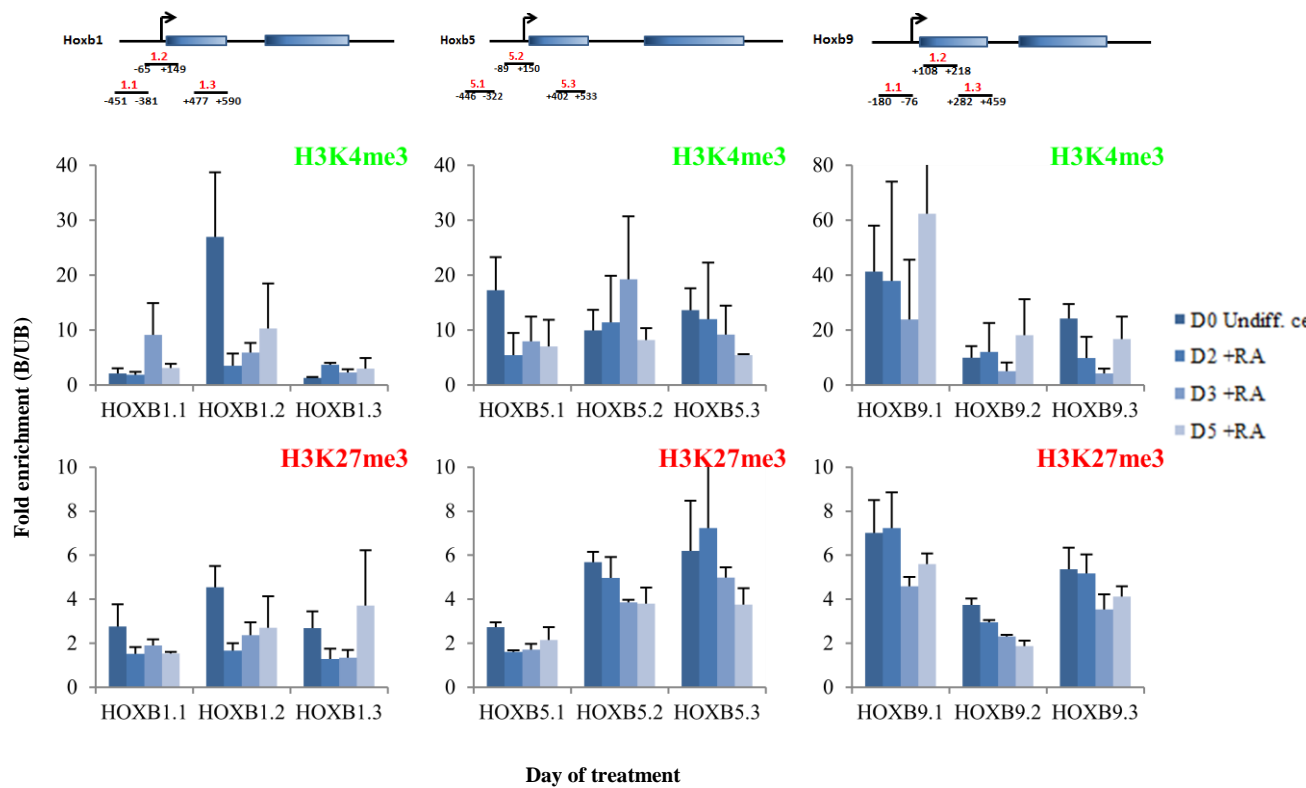 Hoxb1
1.2
-65 +149
1.1
1.3
-451 -381
+477 +590
Hoxb5
5.2
-89 +150
5.1
5.3
-446 -322
+402 +533
Hoxb9
1.2
+108 +218
1.1
1.3
-180 -76
+282 +459
H3K4me3
40
30
20
10
0
HOXB1.1 HOXB1.2 HOXB1.3
H3K4me3
40
30
20
10
0
HOXB5.1 HOXB5.2 HOXB5.3
H3K4me3
80
60
40
20
0
HOXB9.1 HOXB9.2 HOXB9.3
D0 Undiff. ce
D2 +RA
D3 +RA
D5 +RA
Fold enrichment (B/UB)
H3K27me3
10
8
6
4
2
0
HOXB1.1 HOXB1.2 HOXB1.3
H3K27me3
10
8
6
4
2
0
HOXB5.1 HOXB5.2 HOXB5.3
H3K27me3
10
8
6
4
2
0
HOXB9.1 HOXB9.2 HOXB9.3
Day of treatment